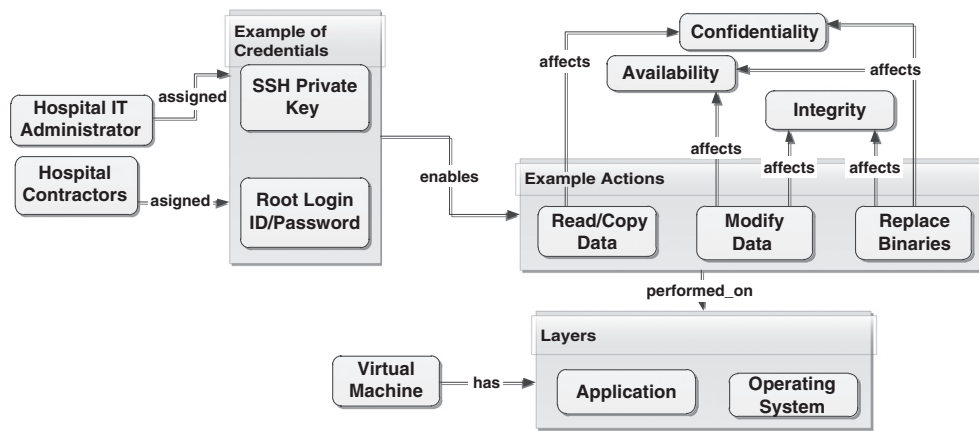 Example of
Credentials
SSH Private
Key
Root Login
ID/Password
Hospital IT
Administrator
assigned
Hospital
Contractors
asigned
enables
Confidentiality
affects
Availability
affects
Integrity
affects
affects
affects
Example Actions
Read/Copy
Data
Modify
Data
Replace
Binaries
performed_on
Layers
Virtual
Machine
has
Application
Operating
System